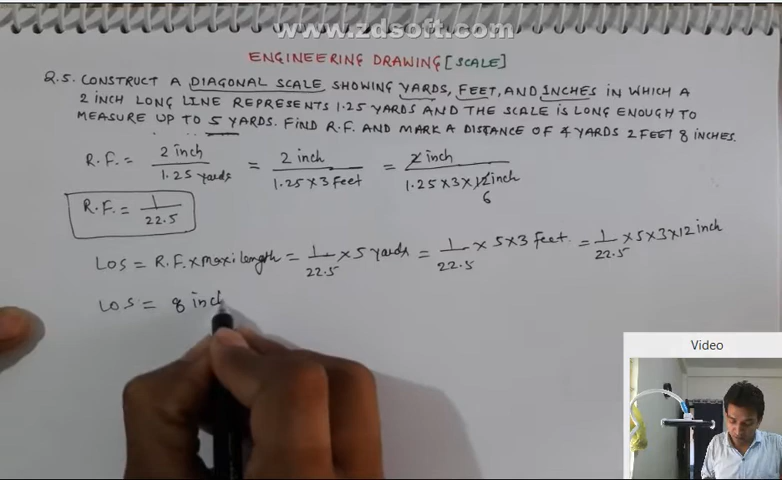 www.zdsoft.com
ENGINEERING DRAWING [SCALE]
Q.5. CONSTRUCT A DIAGONAL SCALE SHOWING YARDS, FEET, AND INCHES IN WHICH A
2 INCH LONG LINE REPRESENTS 1.25 YARDS AND THE SCALE IS LONG ENOUGH TO
MEASURE UP TO 5 YARDS. FIND R.F. AND MARK A DISTANCE OF 4 YARDS 2 FEET 8 INCHES.
R.F. = 2 inch / 1.25 yards = 2 inch / 1.25 × 3 Feet = 2 inch / 1.25 × 3 × 12 inch
6
R.F. = 1 / 22.5
LOS = R.F. × maxi length = 1 / 22.5 × 5 yards = 1 / 22.5 × 5 × 3 feet. = 1 / 22.5 × 5 × 3 × 12 inch
LOS = 8 inch
Video